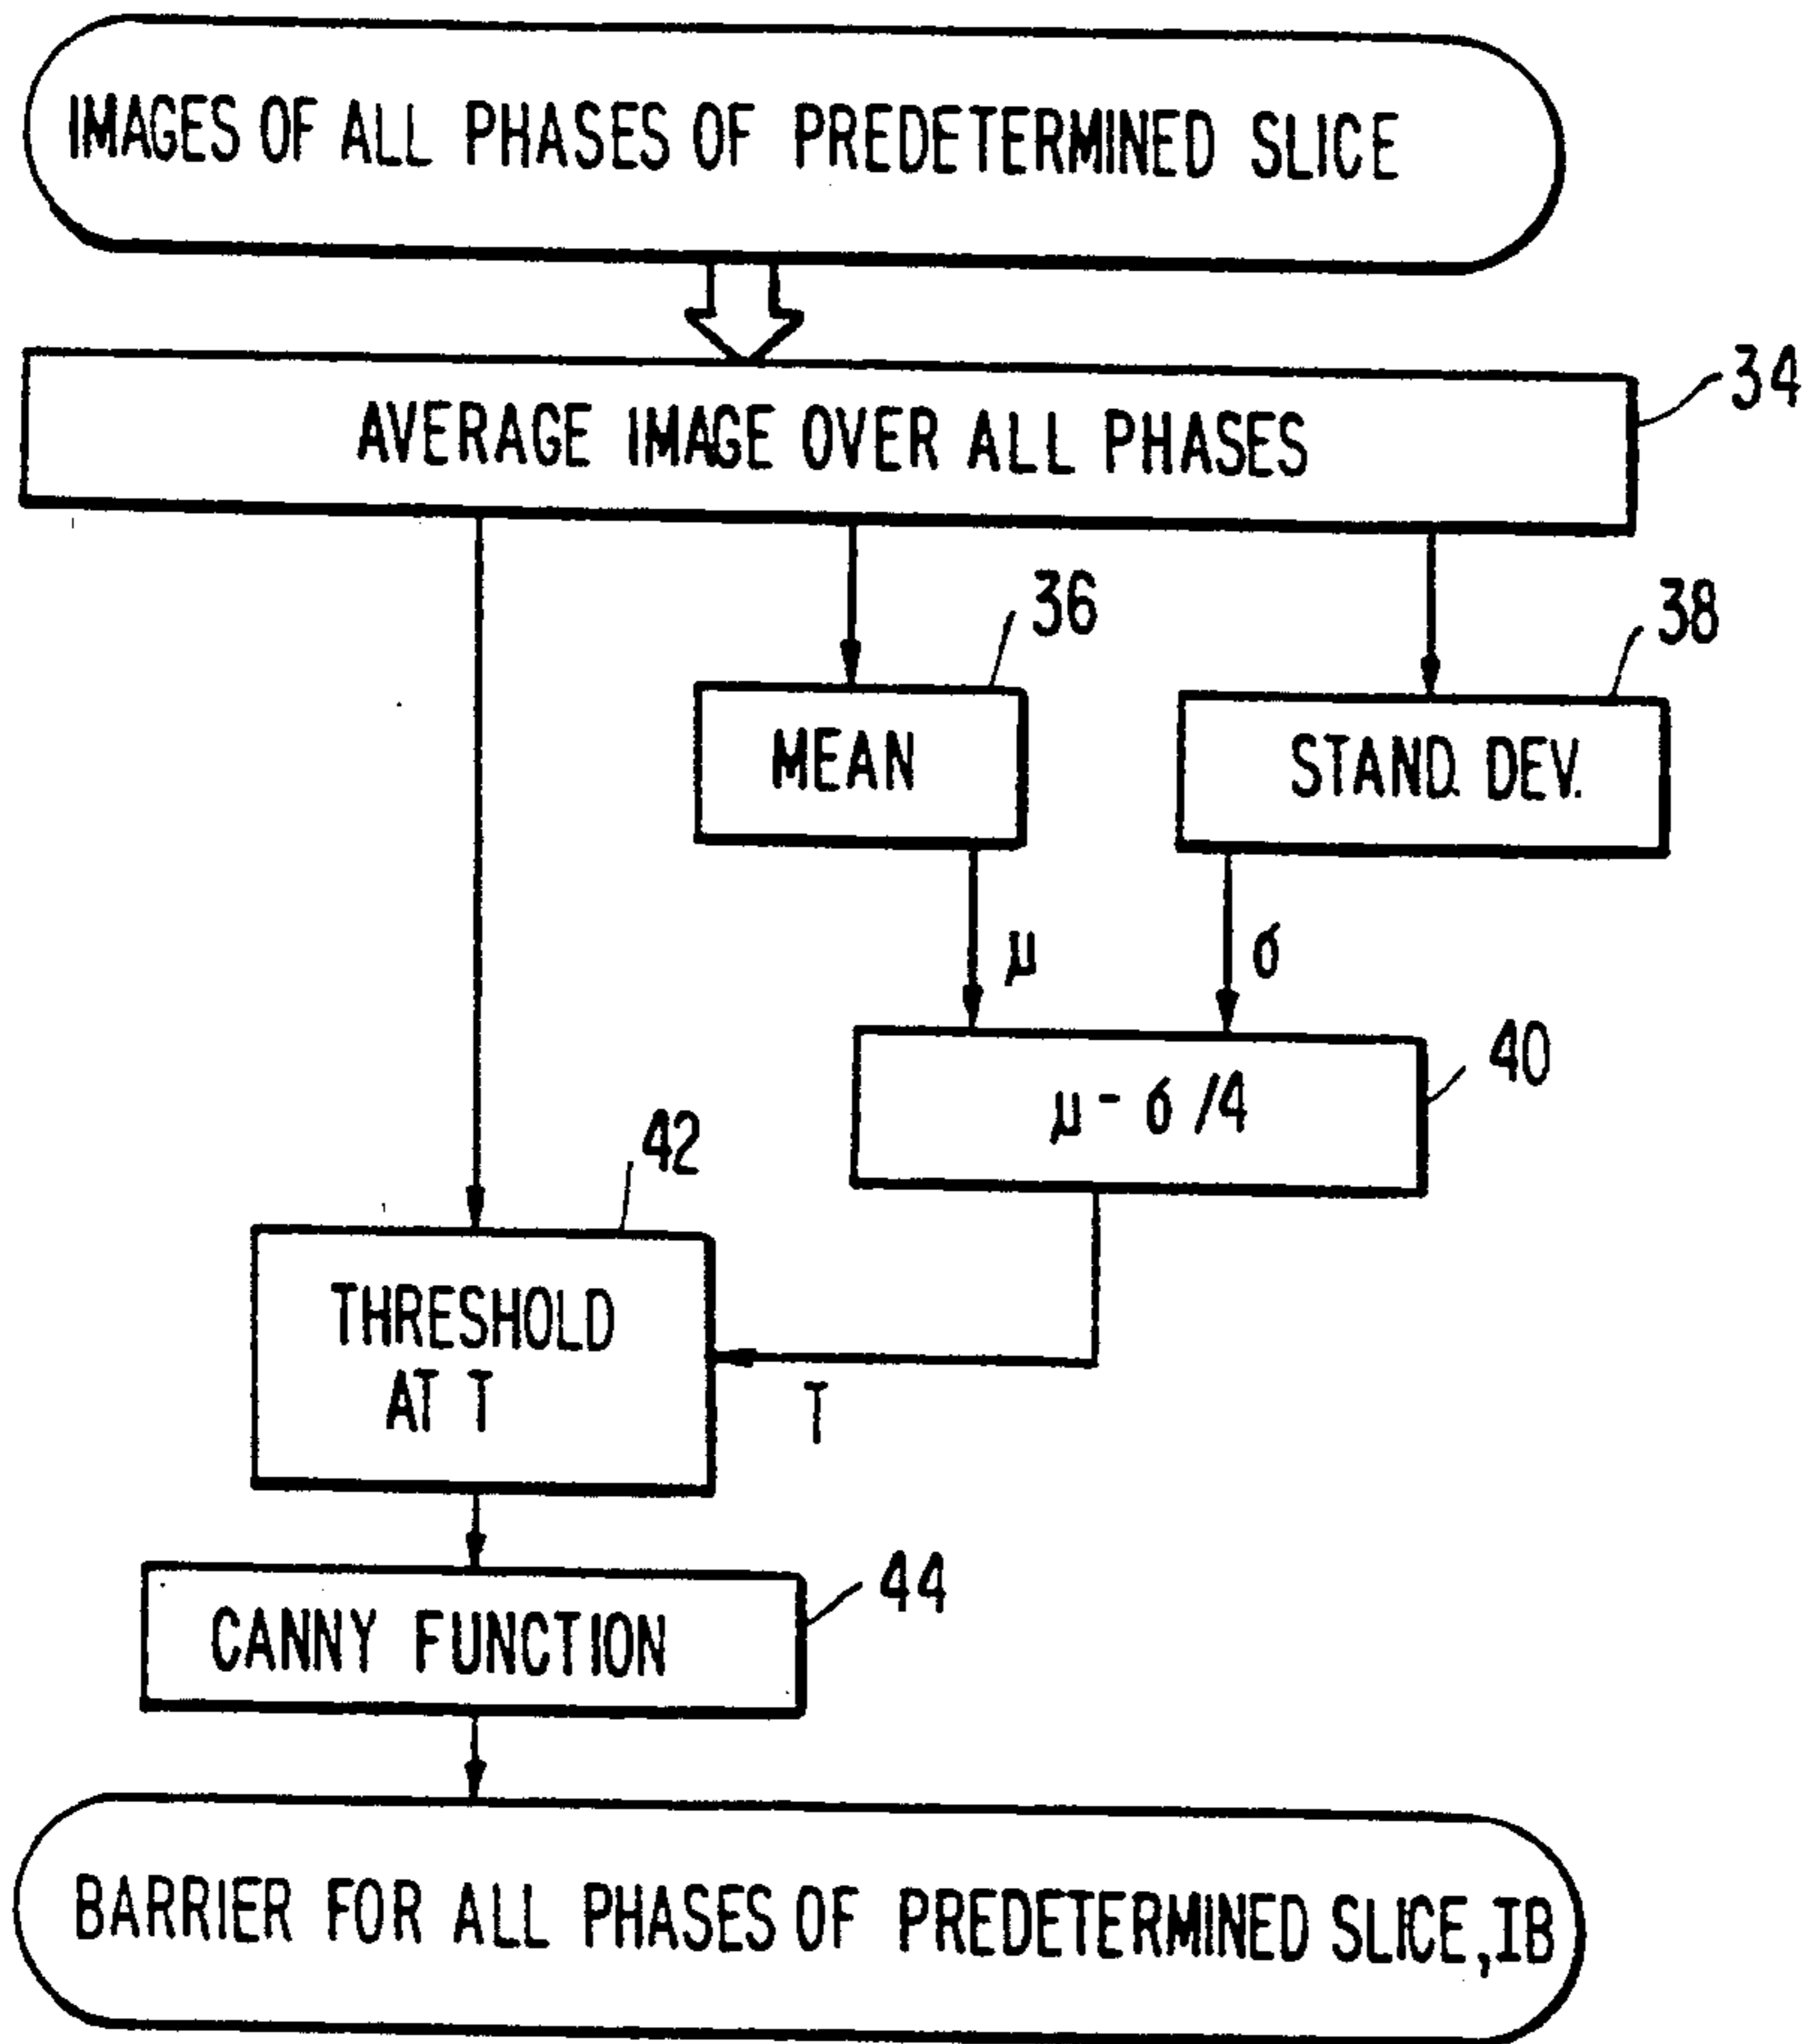 IMAGES OF ALL PHASES OF PREDETERMINED SLICE
34
AVERAGE IMAGE OVER ALL PHASES
36
38
MEAN
STAND. DEV.
μ
σ
40
μ - σ /4
42
THRESHOLD
AT T
T
44
CANNY FUNCTION
BARRIER FOR ALL PHASES OF PREDETERMINED SLICE, IB